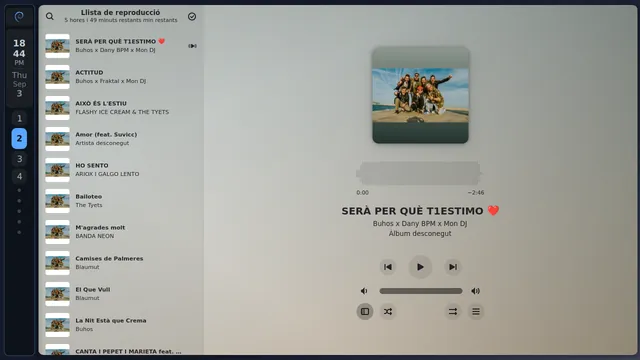 18
44
PM
Thu
Sep
3
1
2
3
4
Llista de reproducció
5 hores i 49 minuts restants min restants
SERÀ PER QUÈ T1ESTIMO ❤️
Buhos x Dany BPM x Mon DJ
ACTITUD
Buhos x Fraktal x Mon DJ
AIXÒ ÉS L'ESTIU
FLASHY ICE CREAM & THE TYETS
Amor (feat. Suvicc)
Artista desconegut
HO SENTO
ARIOX I GALGO LENTO
Bailoteo
The Tyets
M'agrades molt
BANDA NEON
Camises de Palmeres
Blaumut
El Que Vull
Blaumut
La Nit Està que Crema
Buhos
CANTA I PEPET I MARIETA feat. ...
0:00
−2:46
SERÀ PER QUÈ T1ESTIMO ❤️
Buhos x Dany BPM x Mon DJ
Àlbum desconegut